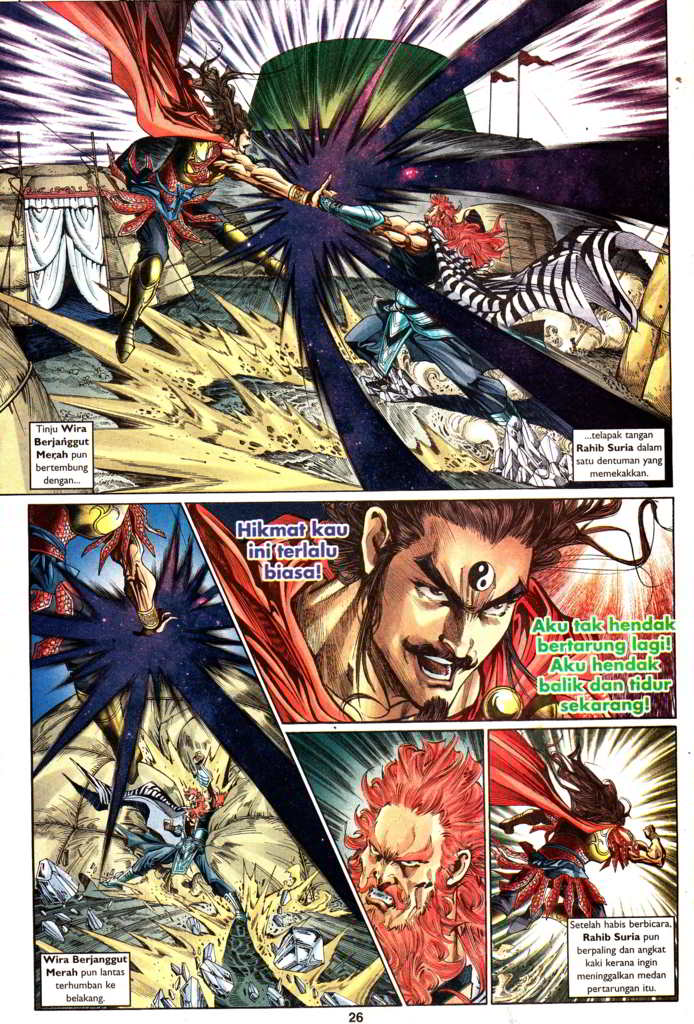 Tinju Wira
Berjanggut
Merah pun
bertembung
dengan...
...telapak tangan
Rahib Suria dalam
satu dentuman yang
memekakkan.
Hikmat kau
ini terlalu
biasa!
Aku tak hendak
bertarung lagi!
Aku hendak
balik dan tidur
sekarang!
Wira Berjanggut
Merah pun lantas
terhumban ke
belakang.
Setelah habis berbicara,
Rahib Suria pun
berpaling dan angkat
kaki kerana ingin
meninggalkan medan
pertarungan itu.
26